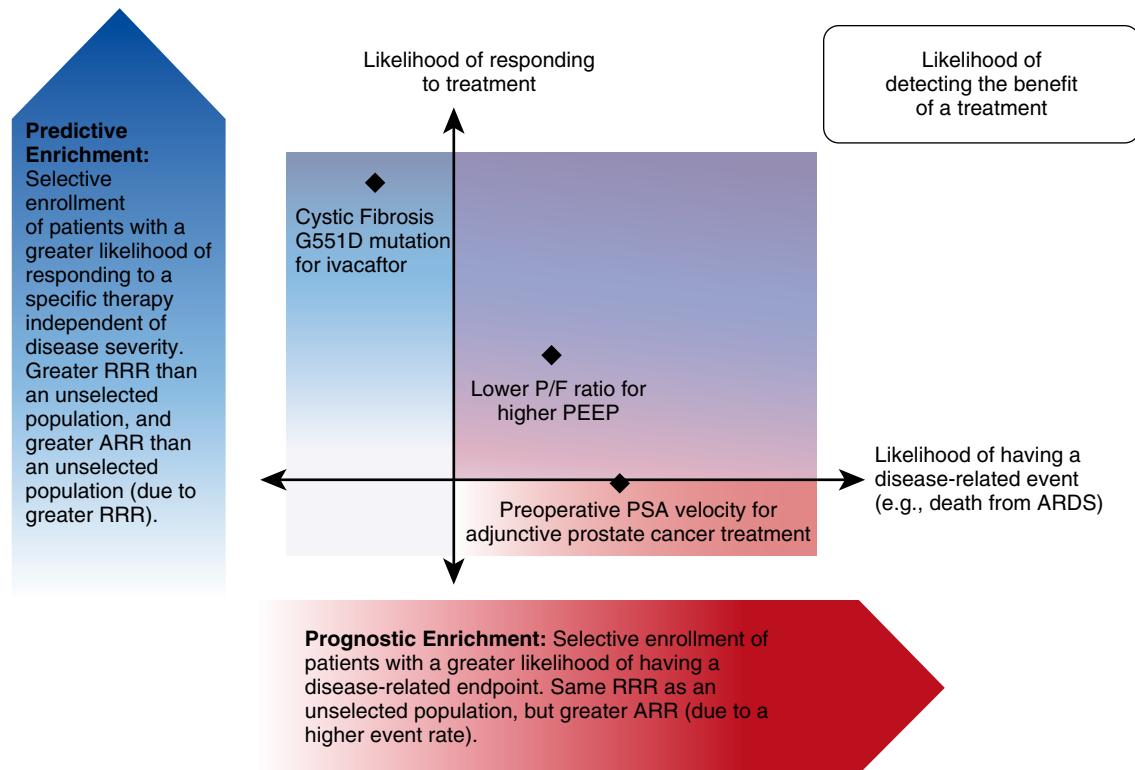 Predictive
Enrichment:
Selective
enrollment
of patients with a
greater likelihood of
responding to a
specific therapy
independent of
disease severity.
Greater RRR than
an unselected
population, and
greater ARR than
an unselected
population (due to
greater RRR).
Likelihood of responding
to treatment
Likelihood of
detecting the benefit
of a treatment
Cystic Fibrosis
G551D mutation
for ivacaftor
Lower P/F ratio for
higher PEEP
Likelihood of having a
disease-related event
(e.g., death from ARDS)
Preoperative PSA velocity for
adjunctive prostate cancer treatment
Prognostic Enrichment: Selective enrollment of
patients with a greater likelihood of having a
disease-related endpoint. Same RRR as an
unselected population, but greater ARR (due to a
higher event rate).